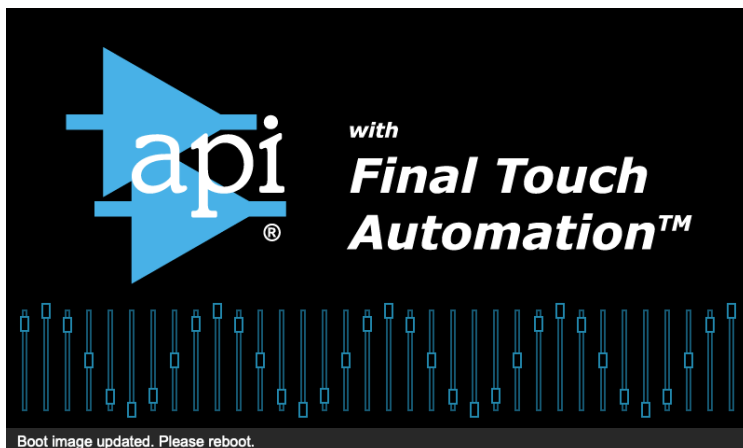 api
®
with
Final Touch
Automation™
Boot image updated. Please reboot.